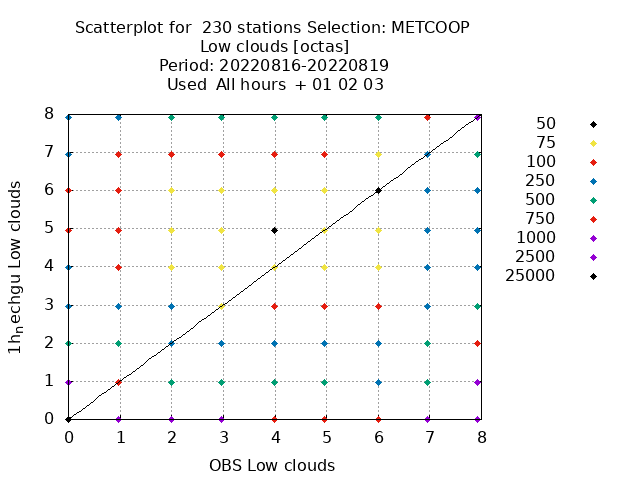 Scatterplot for  230 stations Selection: METCOOP
Low clouds [octas]
Period: 20220816-20220819
Used  All hours  + 01 02 03
8
7
6
5
4
3
2
1
0
0 1 2 3 4 5 6 7 8
1hnechgu Low clouds
OBS Low clouds
50
75
100
250
500
750
1000
2500
25000